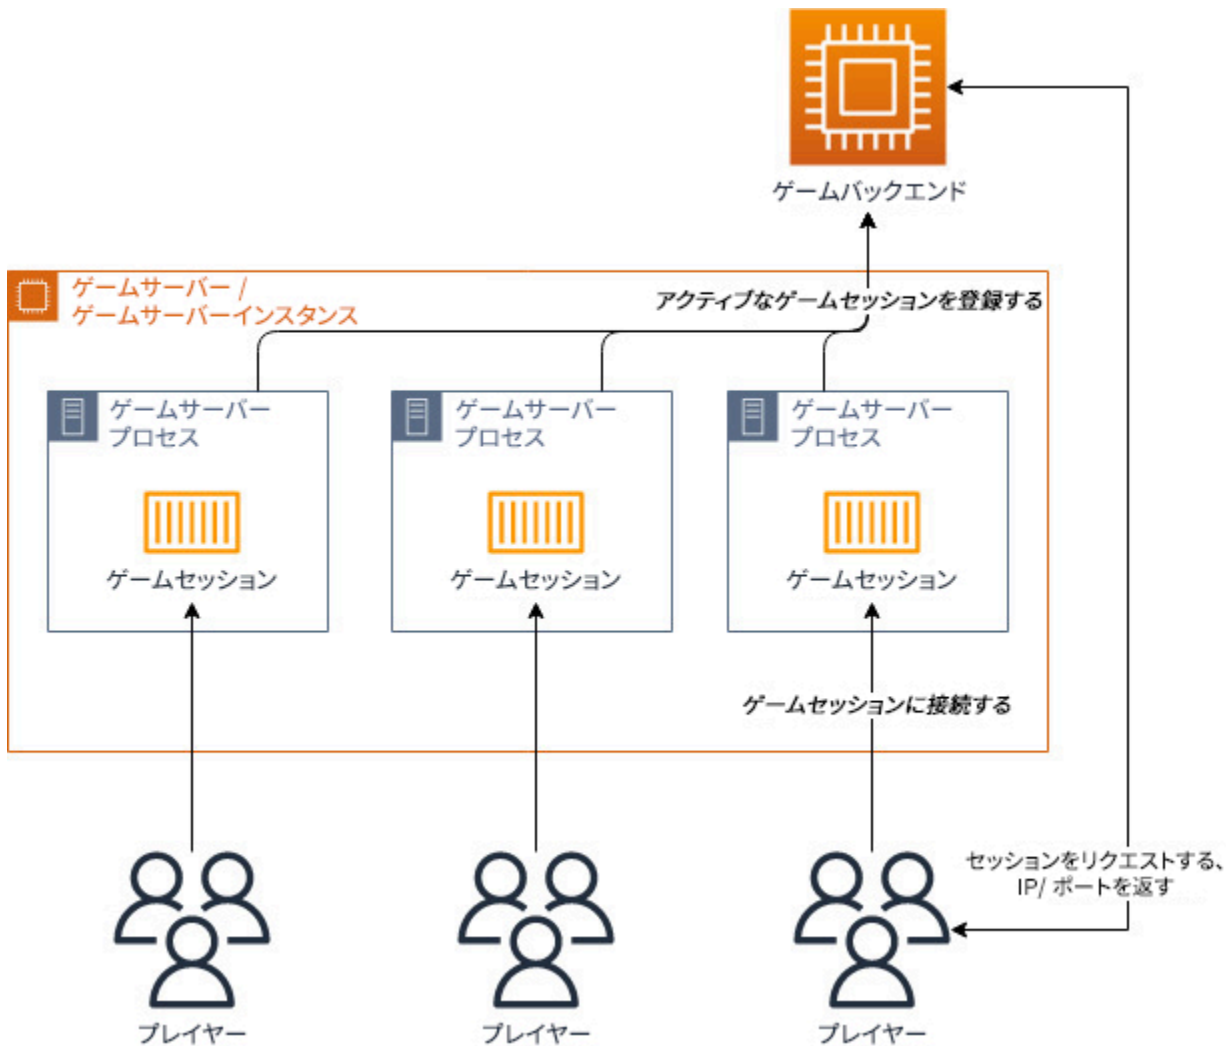 ゲームバックエンド
ゲームサーバー /
ゲームサーバーインスタンス
アクティブなゲームセッションを登録する
ゲームサーバー
プロセス
ゲームセッション
ゲームサーバー
プロセス
ゲームセッション
ゲームサーバー
プロセス
ゲームセッション
ゲームセッションに接続する
セッションをリクエストする、
IP/ ポートを返す
プレイヤー
プレイヤー
プレイヤー